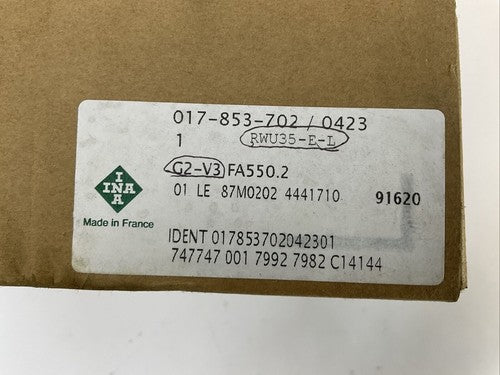 017-853-702 / 0423
1 RWU35-E-L
G2-V3 FA550.2
01 LE 87M0202 4441710 91620
INA
INA
Made in France
IDENT 017853702042301
747747 001 7992 7982 C14144